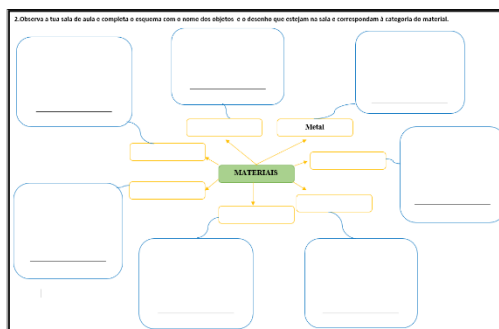 2.Observa a tua sala de aula e completa o esquema com o nome dos objetos e o desenho que estejam na sala e correspondam à categoria do material.
Metal
MATERIAIS